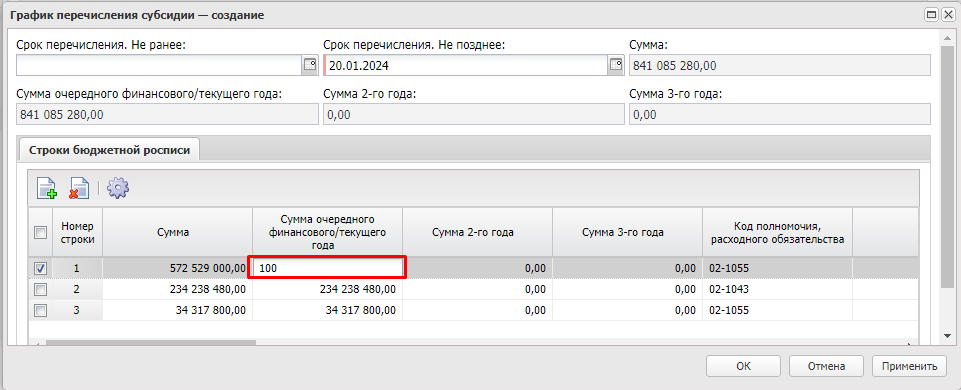 График перечисления субсидии — создание
Срок перечисления. Не ранее: Срок перечисления. Не позднее: Сумма:
20.01.2024 841 085 280,00
Сумма очередного финансового/текущего года: Сумма 2-го года: Сумма 3-го года:
841 085 280,00 0,00 0,00
Строки бюджетной росписи
Номер строки Сумма Сумма очередного финансового/текущего года Сумма 2-го года Сумма 3-го года Код полномочия, расходного обязательства
1 572 529 000,00 100 0,00 0,00 02-1055
2 234 238 480,00 234 238 480,00 0,00 0,00 02-1043
3 34 317 800,00 34 317 800,00 0,00 0,00 02-1055
ОК Отмена Применить